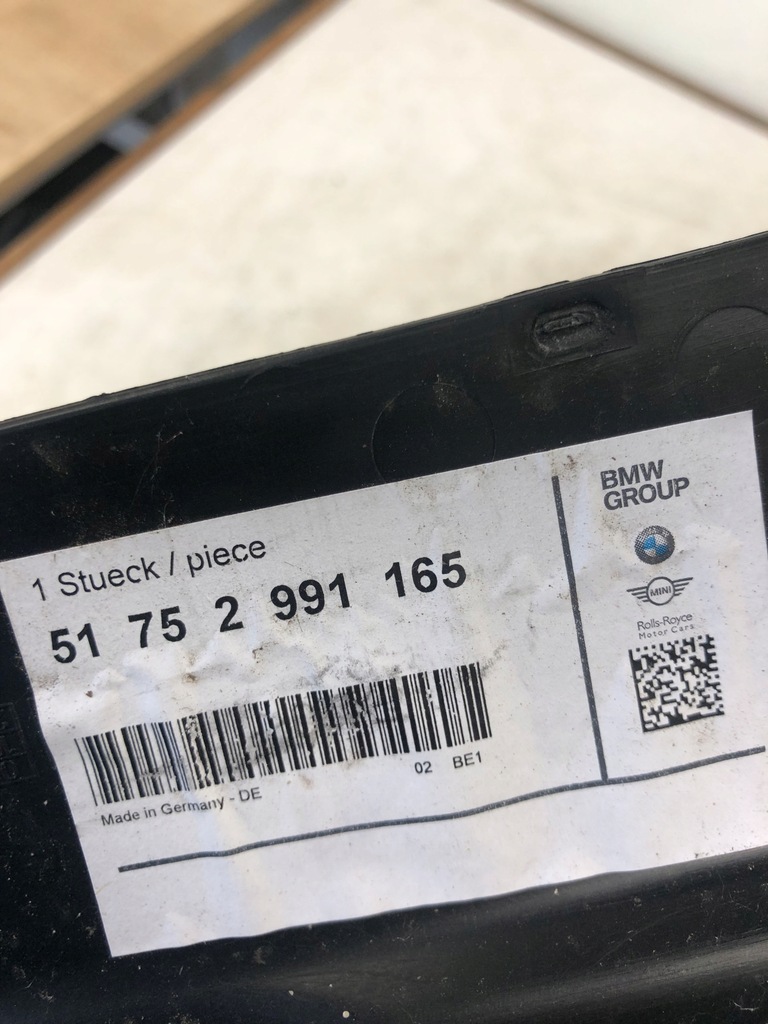 1 Stueck / piece
51 75 2 991 165
02 BE1
Made in Germany - DE
BMW
GROUP
MINI
Rolls-Royce
Motor Cars